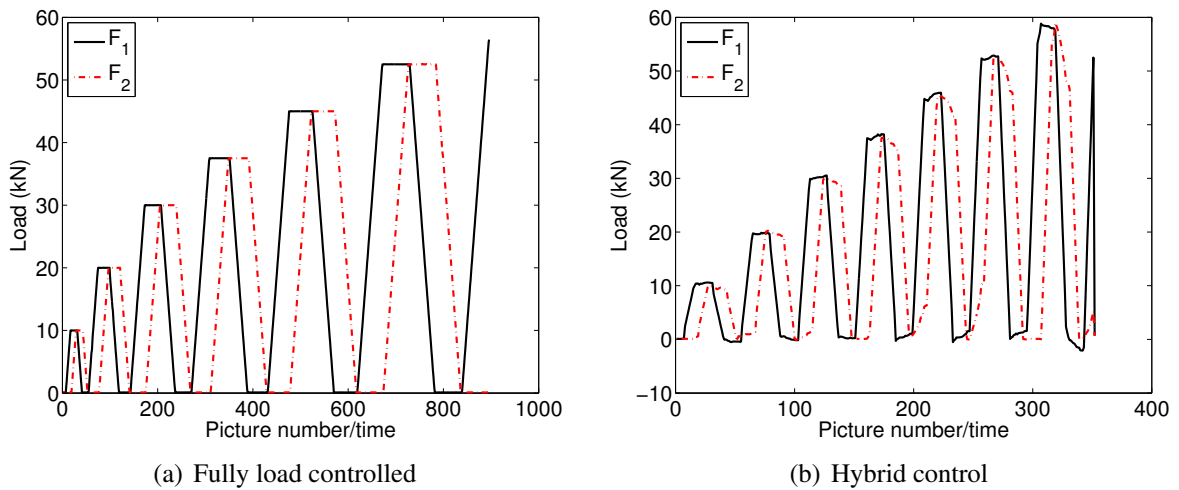 60
50
40
30
20
10
0
0 200 400 600 800 1000
Load (kN)
Picture number/time
F1
F2
(a) Fully load controlled
60
50
40
30
20
10
0
−10
0 100 200 300 400
Load (kN)
Picture number/time
F1
F2
(b) Hybrid control